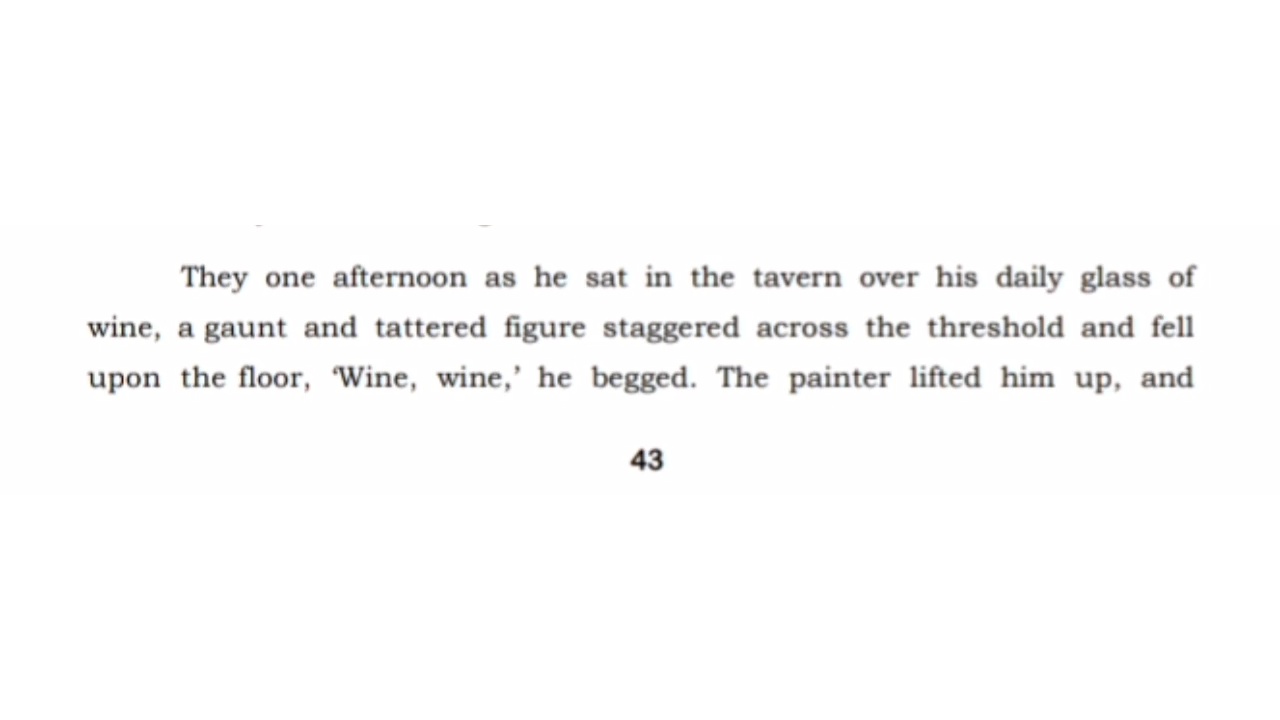 They one afternoon as he sat in the tavern over his daily glass of
wine, a gaunt and tattered figure staggered across the threshold and fell
upon the floor, ‘Wine, wine,’ he begged. The painter lifted him up, and
43